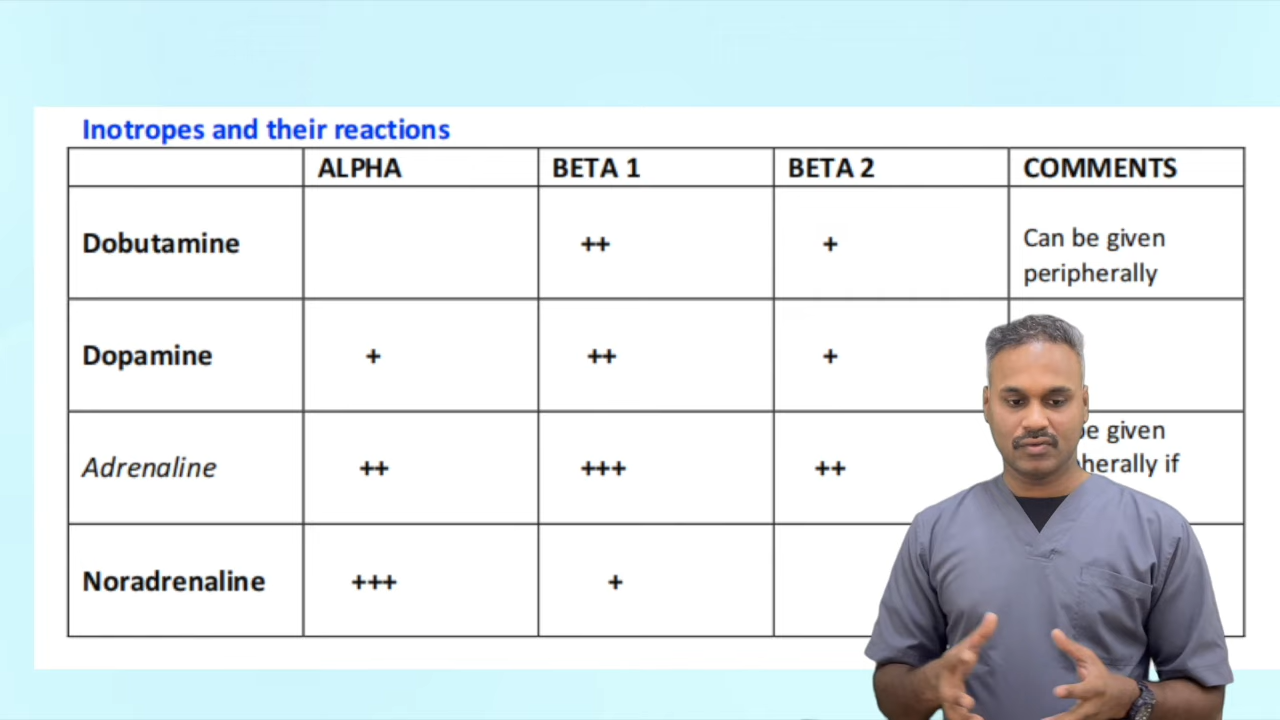 Inotropes and their reactions
ALPHA BETA 1 BETA 2 COMMENTS
Dobutamine ++ + Can be given
peripherally
Dopamine + ++ +
Adrenaline ++ +++ ++ given
if
Noradrenaline +++ +